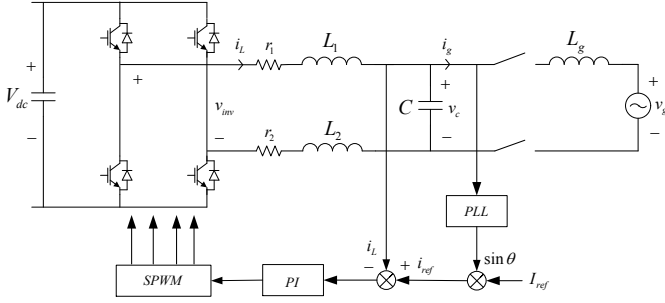 i_L r_1 L_1 i_g L_g
+
+ + +
V_dc v_inv C v_c v_g
− − − −
r_2 L_2
PLL
i_L i_ref sin θ
− + I_ref
SPWM PI